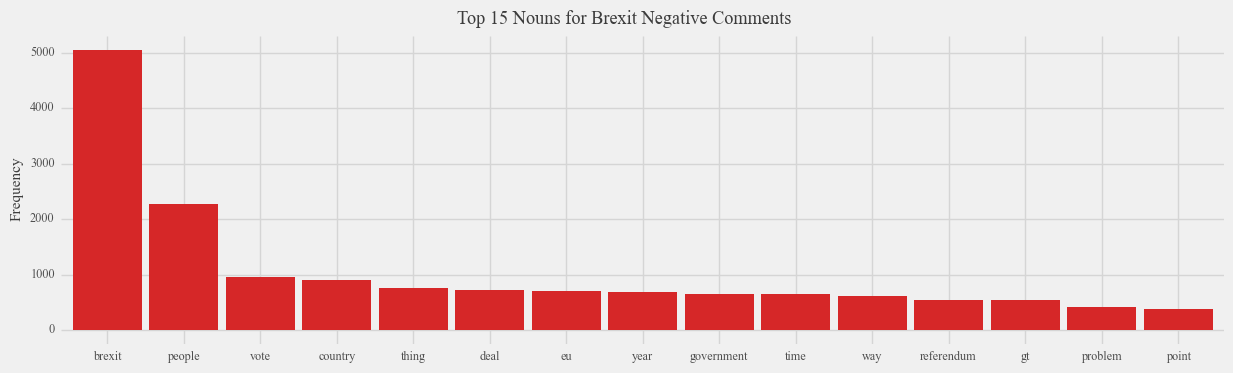 Top 15 Nouns for Brexit Negative Comments
Frequency
5000
4000
3000
2000
1000
0
brexit people vote country thing deal eu year government time way referendum gt problem point